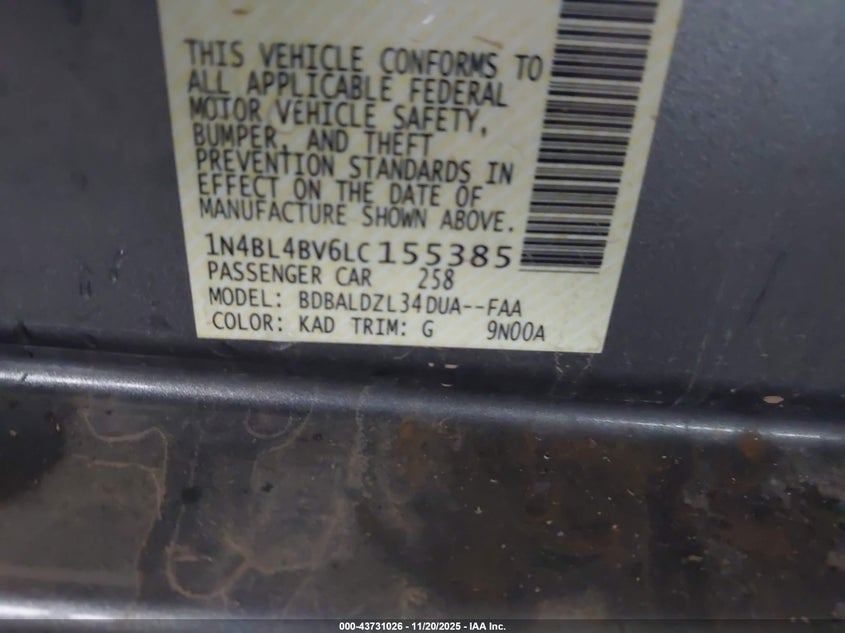 THIS VEHICLE CONFORMS TO
ALL APPLICABLE FEDERAL
MOTOR VEHICLE SAFETY,
BUMPER, AND THEFT
PREVENTION STANDARDS IN
EFFECT ON THE DATE OF
MANUFACTURE SHOWN ABOVE.
1N4BL4BV6LC155385
PASSENGER CAR 258
MODEL: BDBALDZL34DUA--FAA
COLOR: KAD TRIM: G 9N00A
000-43731026 - 11/20/2025 - IAA Inc.